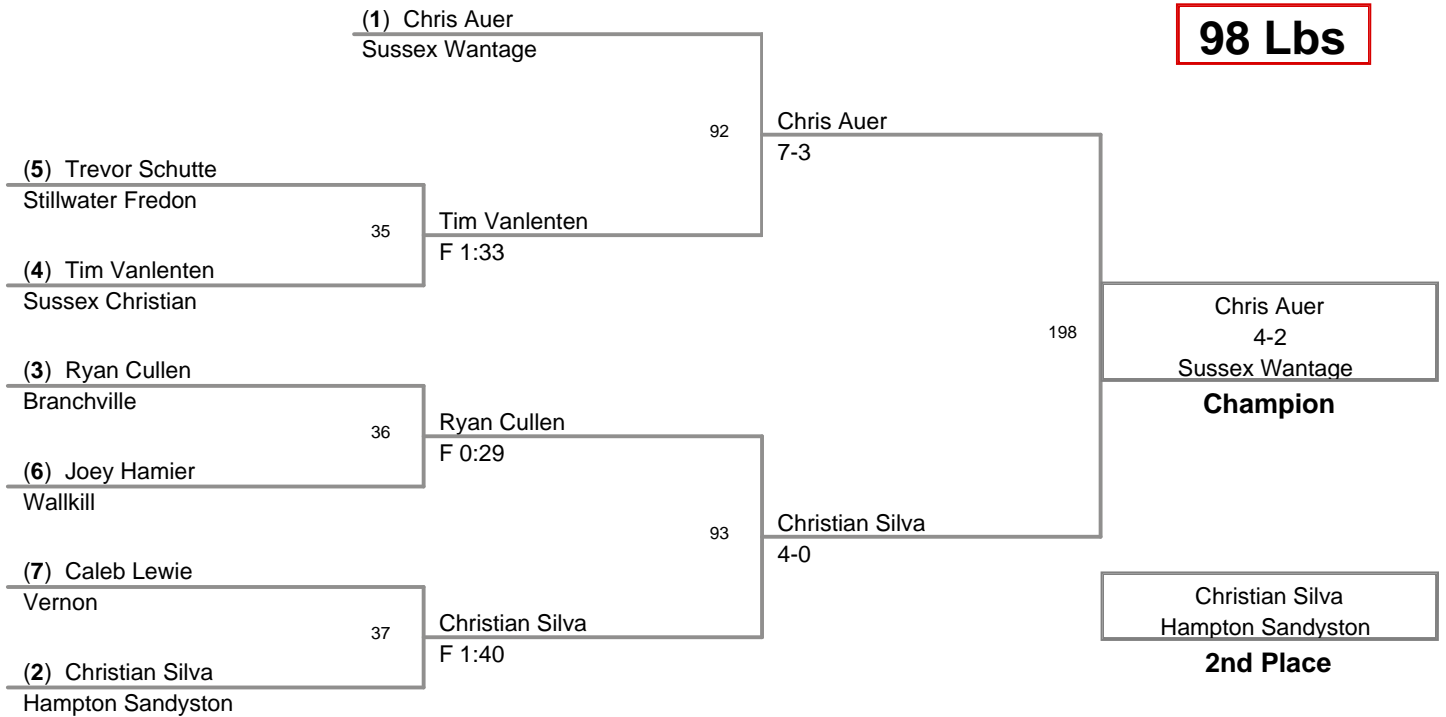 (1) Chris Auer
Sussex Wantage
98 Lbs
92
Chris Auer
7-3
(5) Trevor Schutte
Stillwater Fredon
35
Tim Vanlenten
F 1:33
(4) Tim Vanlenten
Sussex Christian
198
Chris Auer
4-2
Sussex Wantage
Champion
(3) Ryan Cullen
Branchville
36
Ryan Cullen
F 0:29
(6) Joey Hamier
Wallkill
93
Christian Silva
4-0
(7) Caleb Lewie
Vernon
37
Christian Silva
F 1:40
(2) Christian Silva
Hampton Sandyston
Christian Silva
Hampton Sandyston
2nd Place